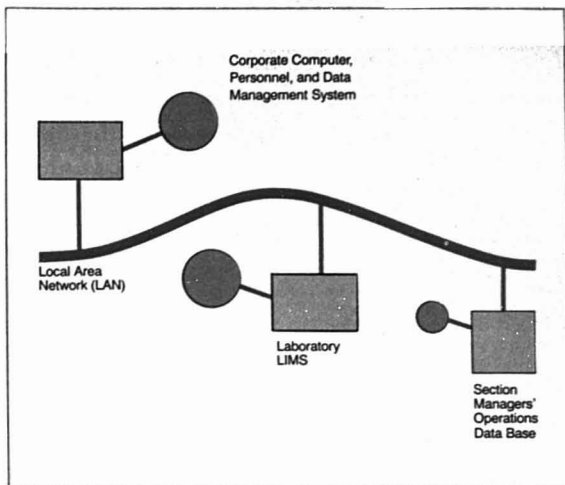 Corporate Computer,
Personnel, and Data
Management System
Local Area
Network (LAN)
Laboratory
LIMS
Section
Managers'
Operations
Data Base